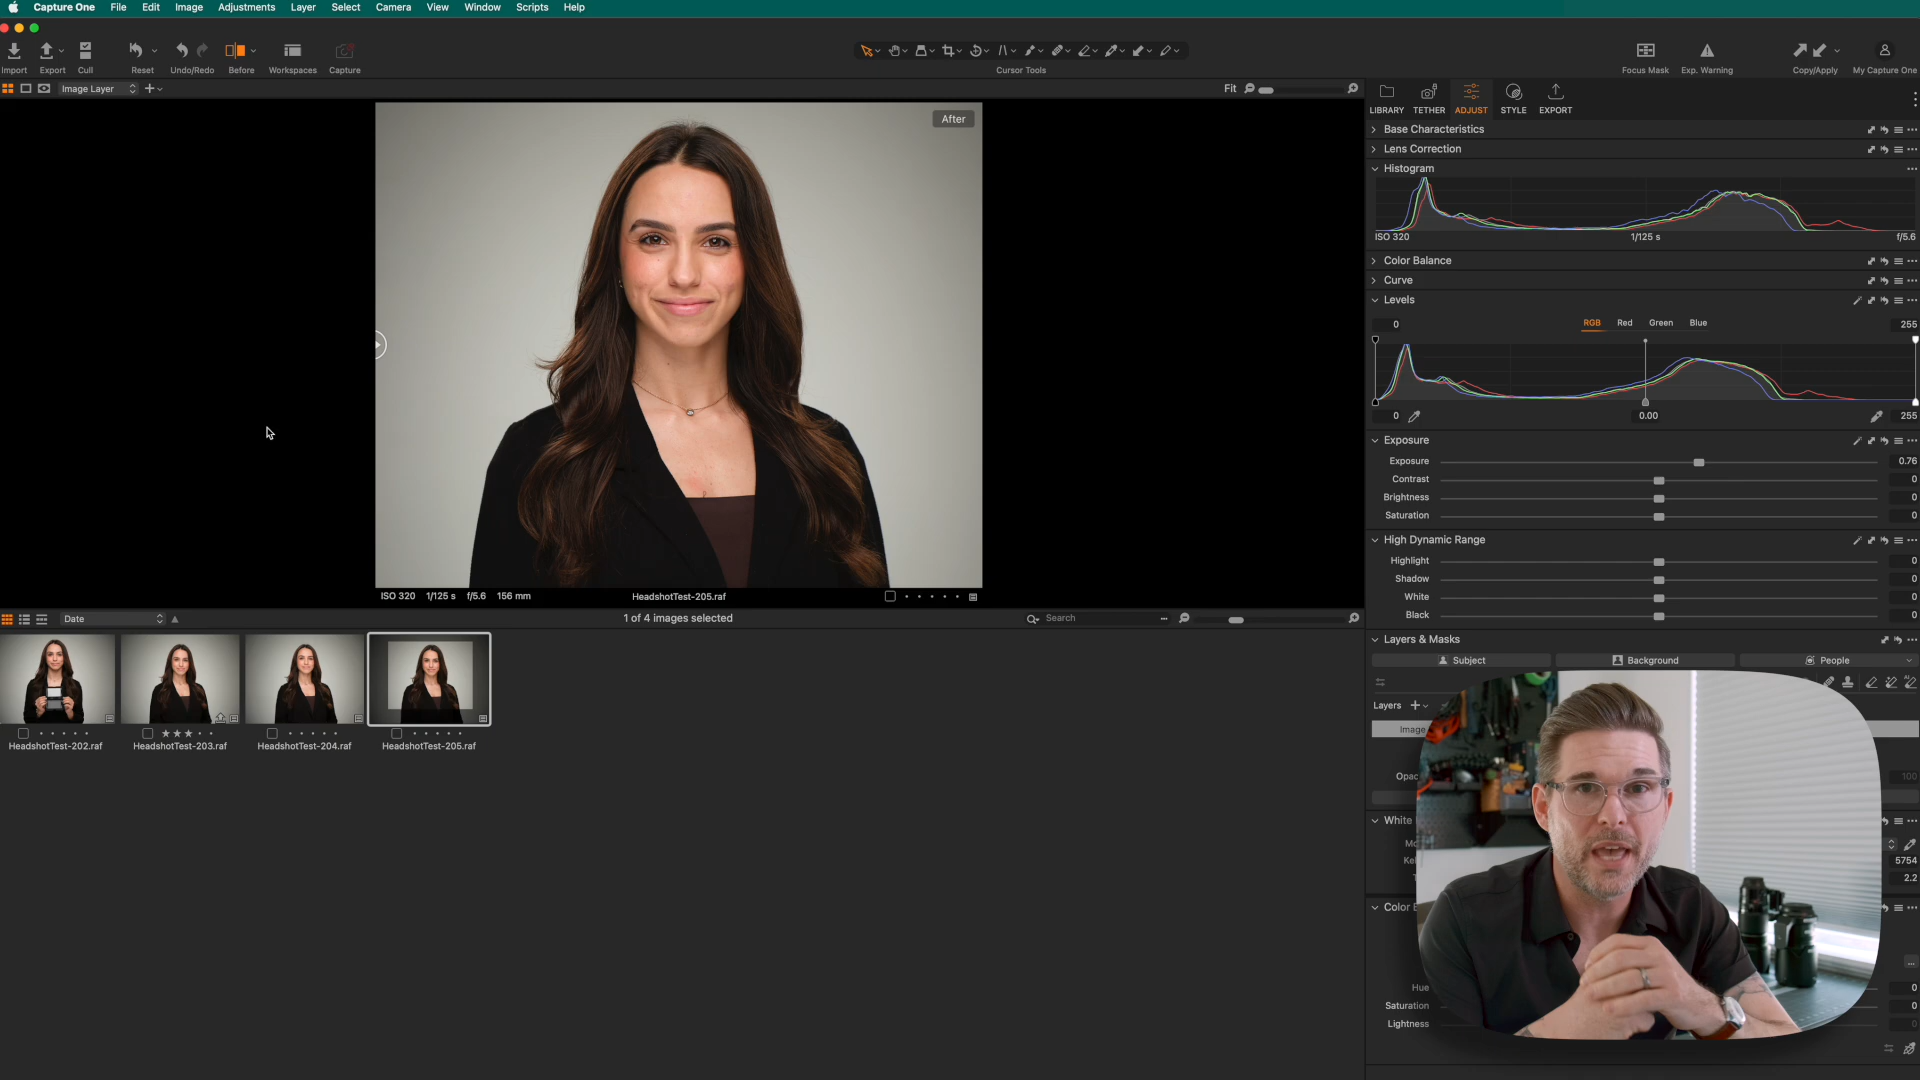 Capture One File Edit Image Adjustments Layer Select Camera View Window Scripts Help
Import Export Cull Reset Undo/Redo Before Workspaces Capture Cursor Tools Focus Mask Exp. Warning Copy/Apply My Capture One
Image Layer Fit
LIBRARY TETHER ADJUST STYLE EXPORT
After
Base Characteristics
Lens Correction
Histogram
ISO 320 1/125 s f/5.6
Color Balance
Curve
Levels
0 RGB Red Green Blue 255
0 0.00 255
Exposure
Exposure 0.76
Contrast 0
Brightness 0
Saturation 0
High Dynamic Range
Highlight 0
Shadow 0
White 0
Black 0
ISO 320 1/125 s f/5.6 156 mm HeadshotTest-205.raf
Date 1 of 4 images selected Search
HeadshotTest-202.raf HeadshotTest-203.raf HeadshotTest-204.raf HeadshotTest-205.raf
Layers & Masks
Subject Background People
Layers
Image
Opac 100
White
Mo
Kel 5754
T 2.2
Color E
Hue 0
Saturation 0
Lightness 0